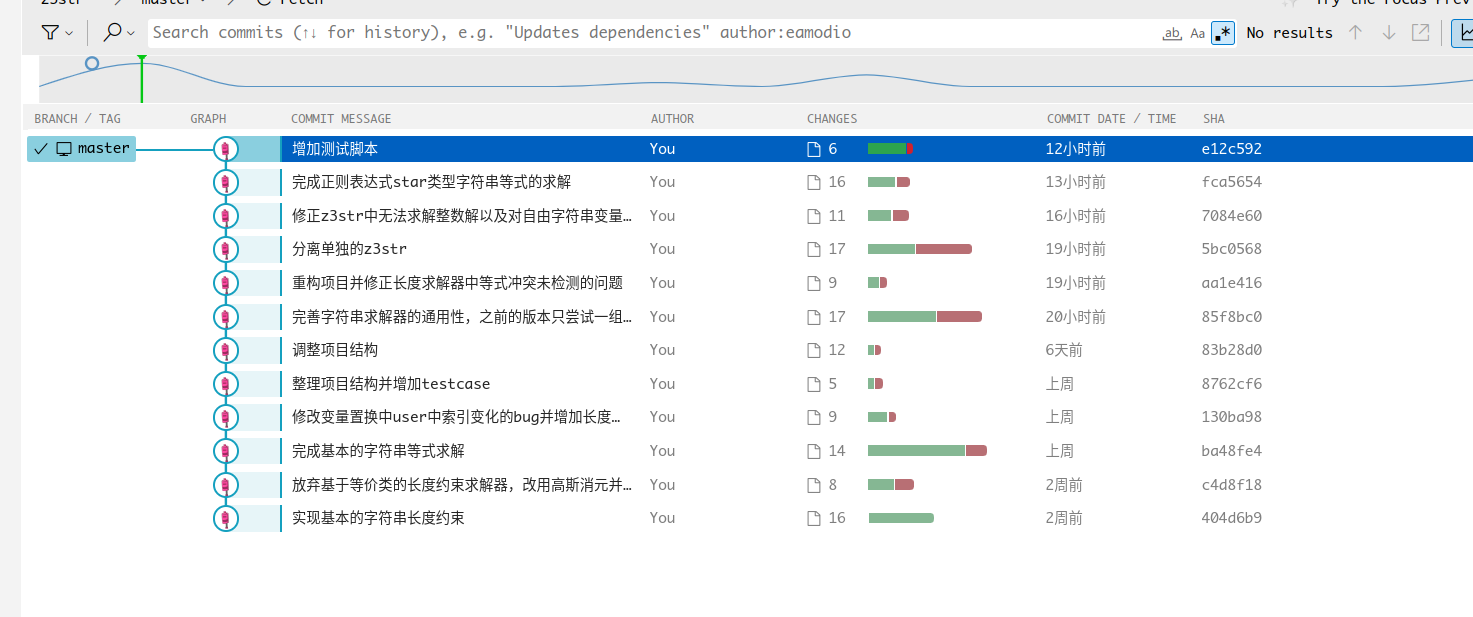 z3str master Fetch Try the Focus Prev
Search commits (↑↓ for history), e.g. "Updates dependencies" author:eamodio ab Aa .* No results
BRANCH / TAG GRAPH COMMIT MESSAGE AUTHOR CHANGES COMMIT DATE / TIME SHA
master 增加测试脚本 You 6 12小时前 e12c592
完成正则表达式star类型字符串等式的求解 You 16 13小时前 fca5654
修正z3str中无法求解整数解以及对自由字符串变量… You 11 16小时前 7084e60
分离单独的z3str You 17 19小时前 5bc0568
重构项目并修正长度求解器中等式冲突未检测的问题 You 9 19小时前 aa1e416
完善字符串求解器的通用性，之前的版本只尝试一组… You 17 20小时前 85f8bc0
调整项目结构 You 12 6天前 83b28d0
整理项目结构并增加testcase You 5 上周 8762cf6
修改变量置换中user中索引变化的bug并增加长度… You 9 上周 130ba98
完成基本的字符串等式求解 You 14 上周 ba48fe4
放弃基于等价类的长度约束求解器，改用高斯消元并… You 8 2周前 c4d8f18
实现基本的字符串长度约束 You 16 2周前 404d6b9